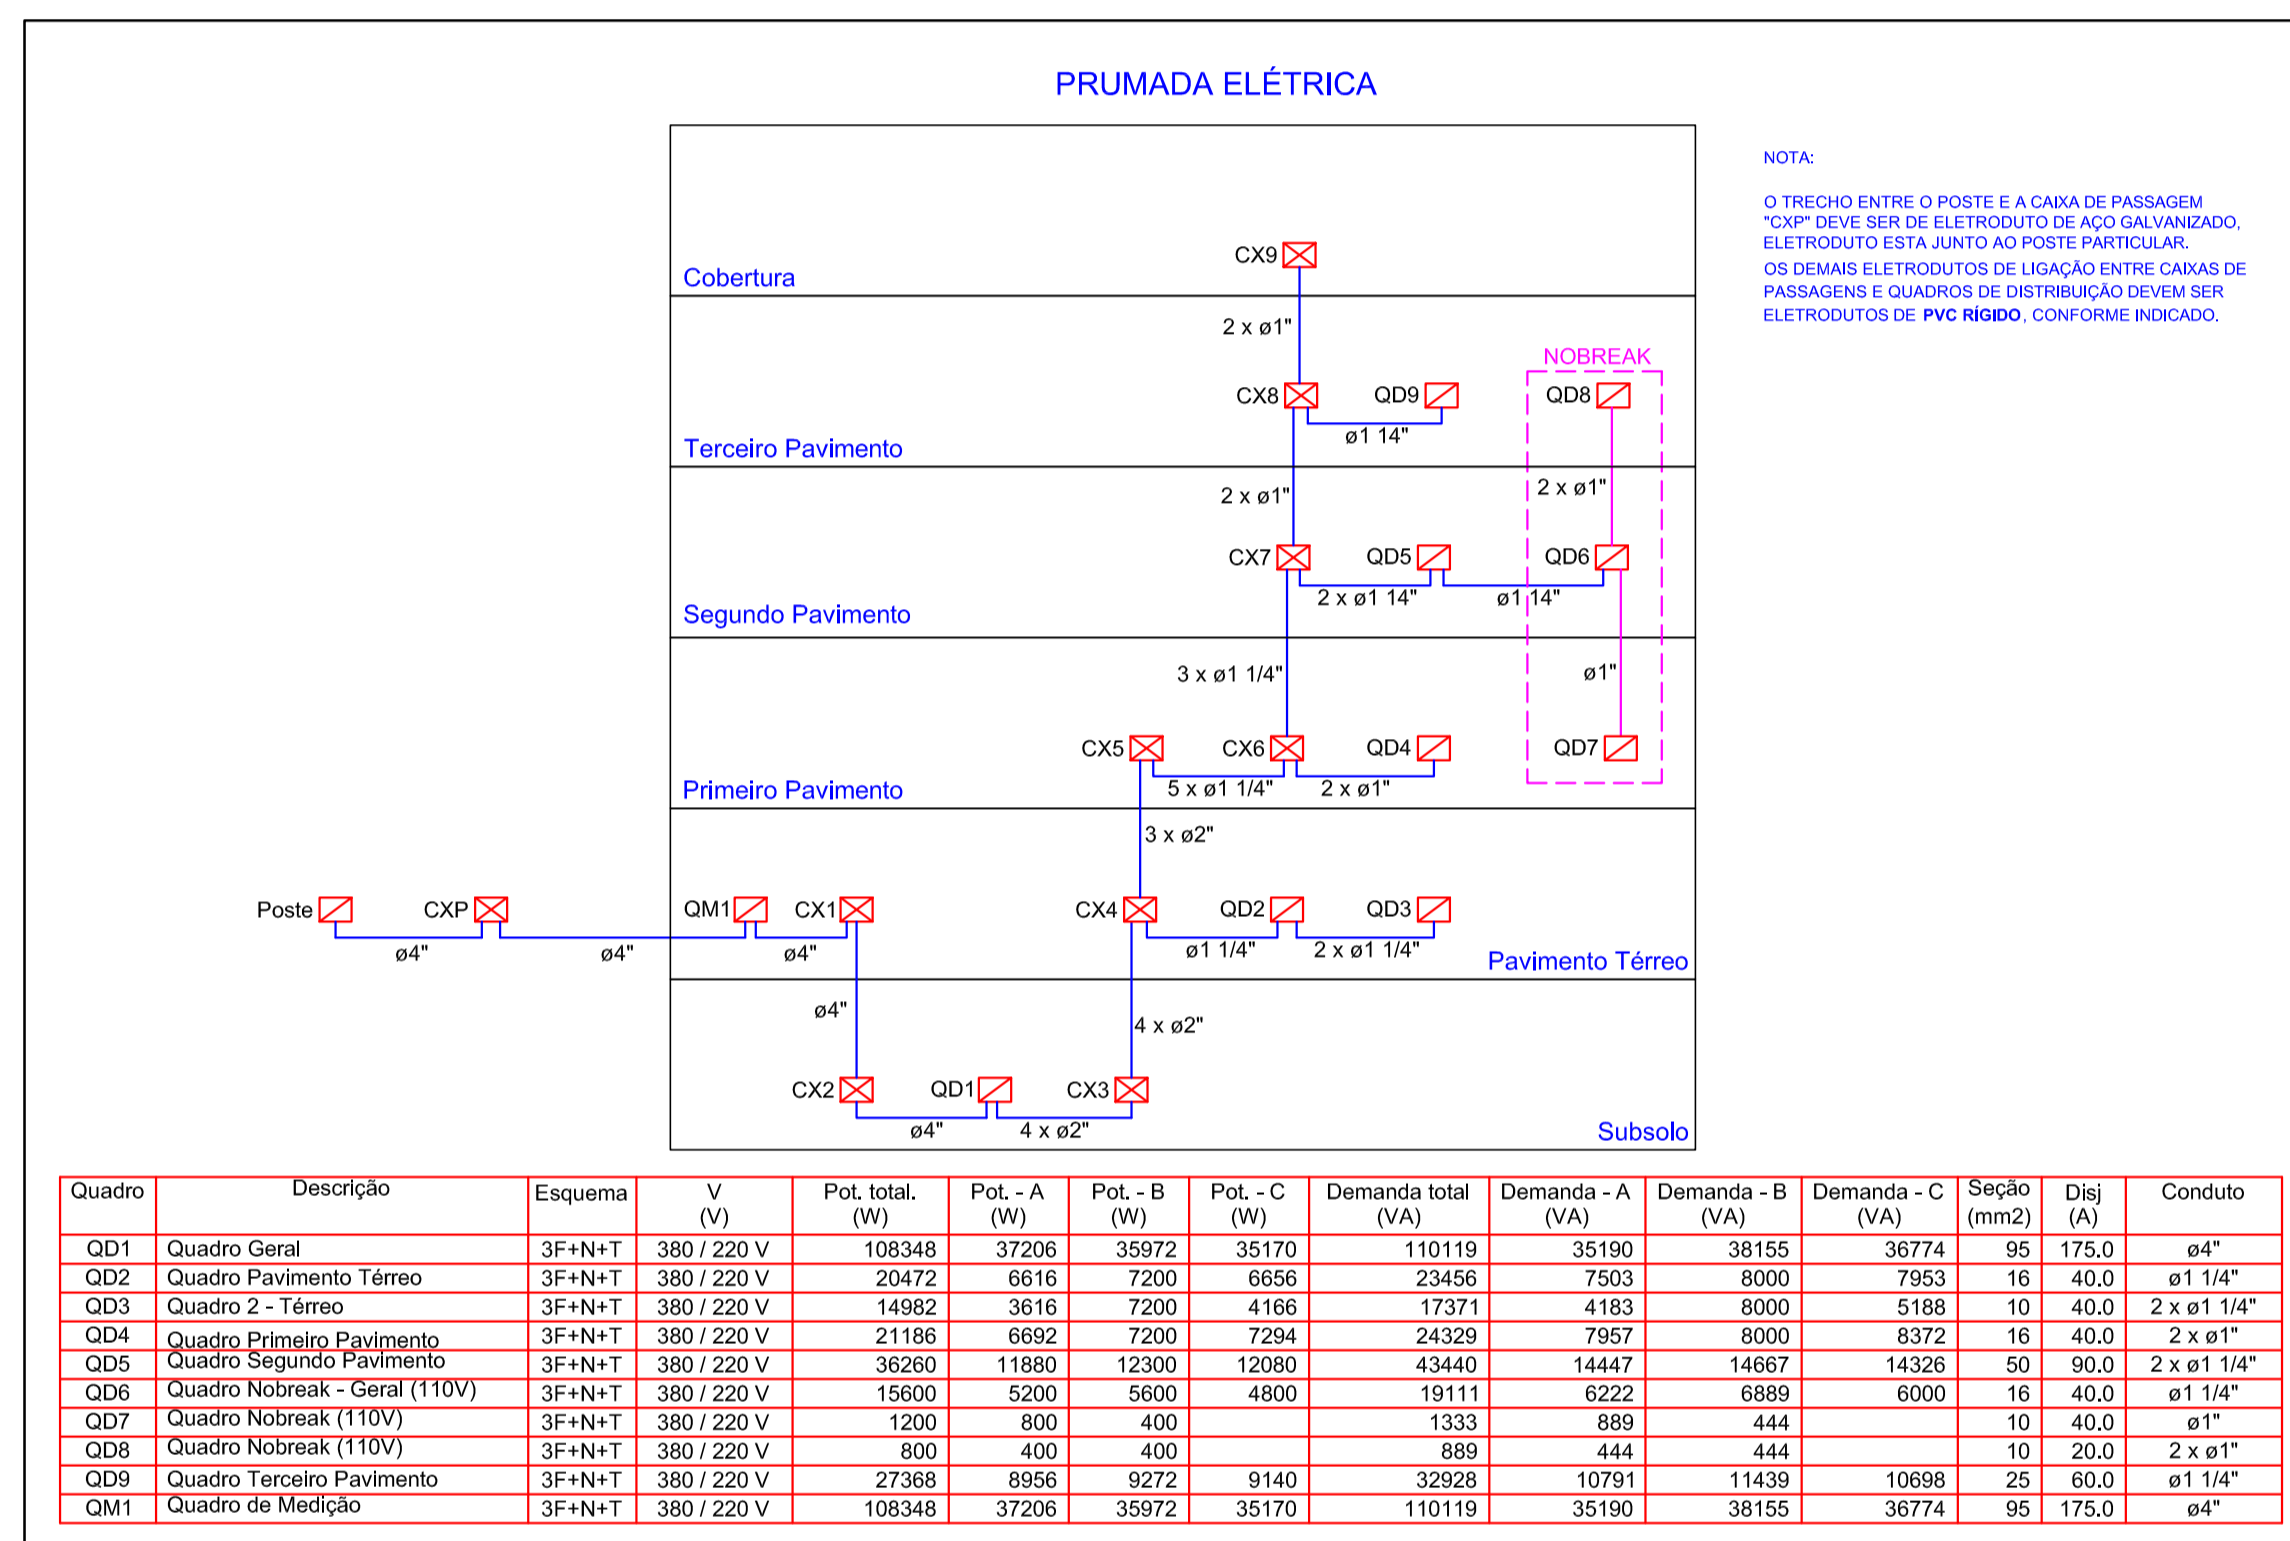 PRUMADA ELÉTRICA
NOTA:
O TRECHO ENTRE O POSTE E A CAIXA DE PASSAGEM
"CXP" DEVE SER DE ELETRODUTO DE AÇO GALVANIZADO,
ELETRODUTO ESTA JUNTO AO POSTE PARTICULAR.
OS DEMAIS ELETRODUTOS DE LIGAÇÃO ENTRE CAIXAS DE
PASSAGENS E QUADROS DE DISTRIBUIÇÃO DEVEM SER
ELETRODUTOS DE PVC RÍGIDO, CONFORME INDICADO.
CX9
Cobertura
2 x ø1"
NOBREAK
CX8 QD9 QD8
ø1 14"
Terceiro Pavimento
2 x ø1" 2 x ø1"
CX7 QD5 QD6
2 x ø1 14" ø1 14"
Segundo Pavimento
3 x ø1 1/4" ø1"
CX5 CX6 QD4 QD7
5 x ø1 1/4" 2 x ø1"
Primeiro Pavimento
3 x ø2"
Poste CXP QM1 CX1 CX4 QD2 QD3
ø4" ø4" ø4" ø1 1/4" 2 x ø1 1/4"
Pavimento Térreo
ø4" 4 x ø2"
CX2 QD1 CX3
ø4" 4 x ø2"
Subsolo
Quadro Descrição Esquema V Pot. total. Pot. - A Pot. - B Pot. - C Demanda total Demanda - A Demanda - B Demanda - C Seção Disj Conduto
(V) (W) (W) (W) (W) (VA) (VA) (VA) (VA) (mm2) (A)
QD1 Quadro Geral 3F+N+T 380 / 220 V 108348 37206 35972 35170 110119 35190 38155 36774 95 175.0 ø4"
QD2 Quadro Pavimento Térreo 3F+N+T 380 / 220 V 20472 6616 7200 6656 23456 7503 8000 7953 16 40.0 ø1 1/4"
QD3 Quadro 2 - Térreo 3F+N+T 380 / 220 V 14982 3616 7200 4166 17371 4183 8000 5188 10 40.0 2 x ø1 1/4"
QD4 Quadro Primeiro Pavimento 3F+N+T 380 / 220 V 21186 6692 7200 7294 24329 7957 8000 8372 16 40.0 2 x ø1"
QD5 Quadro Segundo Pavimento 3F+N+T 380 / 220 V 36260 11880 12300 12080 43440 14447 14667 14326 50 90.0 2 x ø1 1/4"
QD6 Quadro Nobreak - Geral (110V) 3F+N+T 380 / 220 V 15600 5200 5600 4800 19111 6222 6889 6000 16 40.0 ø1 1/4"
QD7 Quadro Nobreak (110V) 3F+N+T 380 / 220 V 1200 800 400 1333 889 444 10 40.0 ø1"
QD8 Quadro Nobreak (110V) 3F+N+T 380 / 220 V 800 400 400 889 444 444 10 20.0 2 x ø1"
QD9 Quadro Terceiro Pavimento 3F+N+T 380 / 220 V 27368 8956 9272 9140 32928 10791 11439 10698 25 60.0 ø1 1/4"
QM1 Quadro de Medição 3F+N+T 380 / 220 V 108348 37206 35972 35170 110119 35190 38155 36774 95 175.0 ø4"